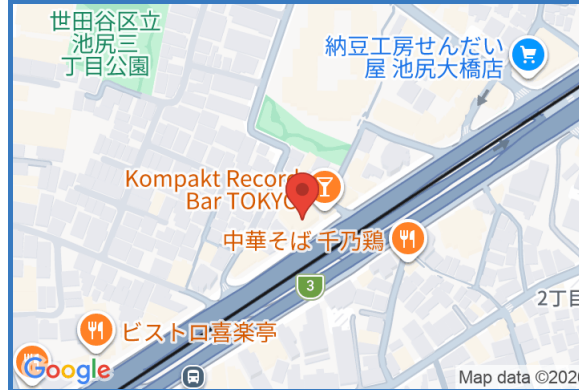 世田谷区立
池尻三
丁目公園
納豆工房せんだい
屋 池尻大橋店
Kompakt Record
Bar TOKYO
中華そば 千乃鶏
3
2丁目
ビストロ喜楽亭
Google
Map data ©2026